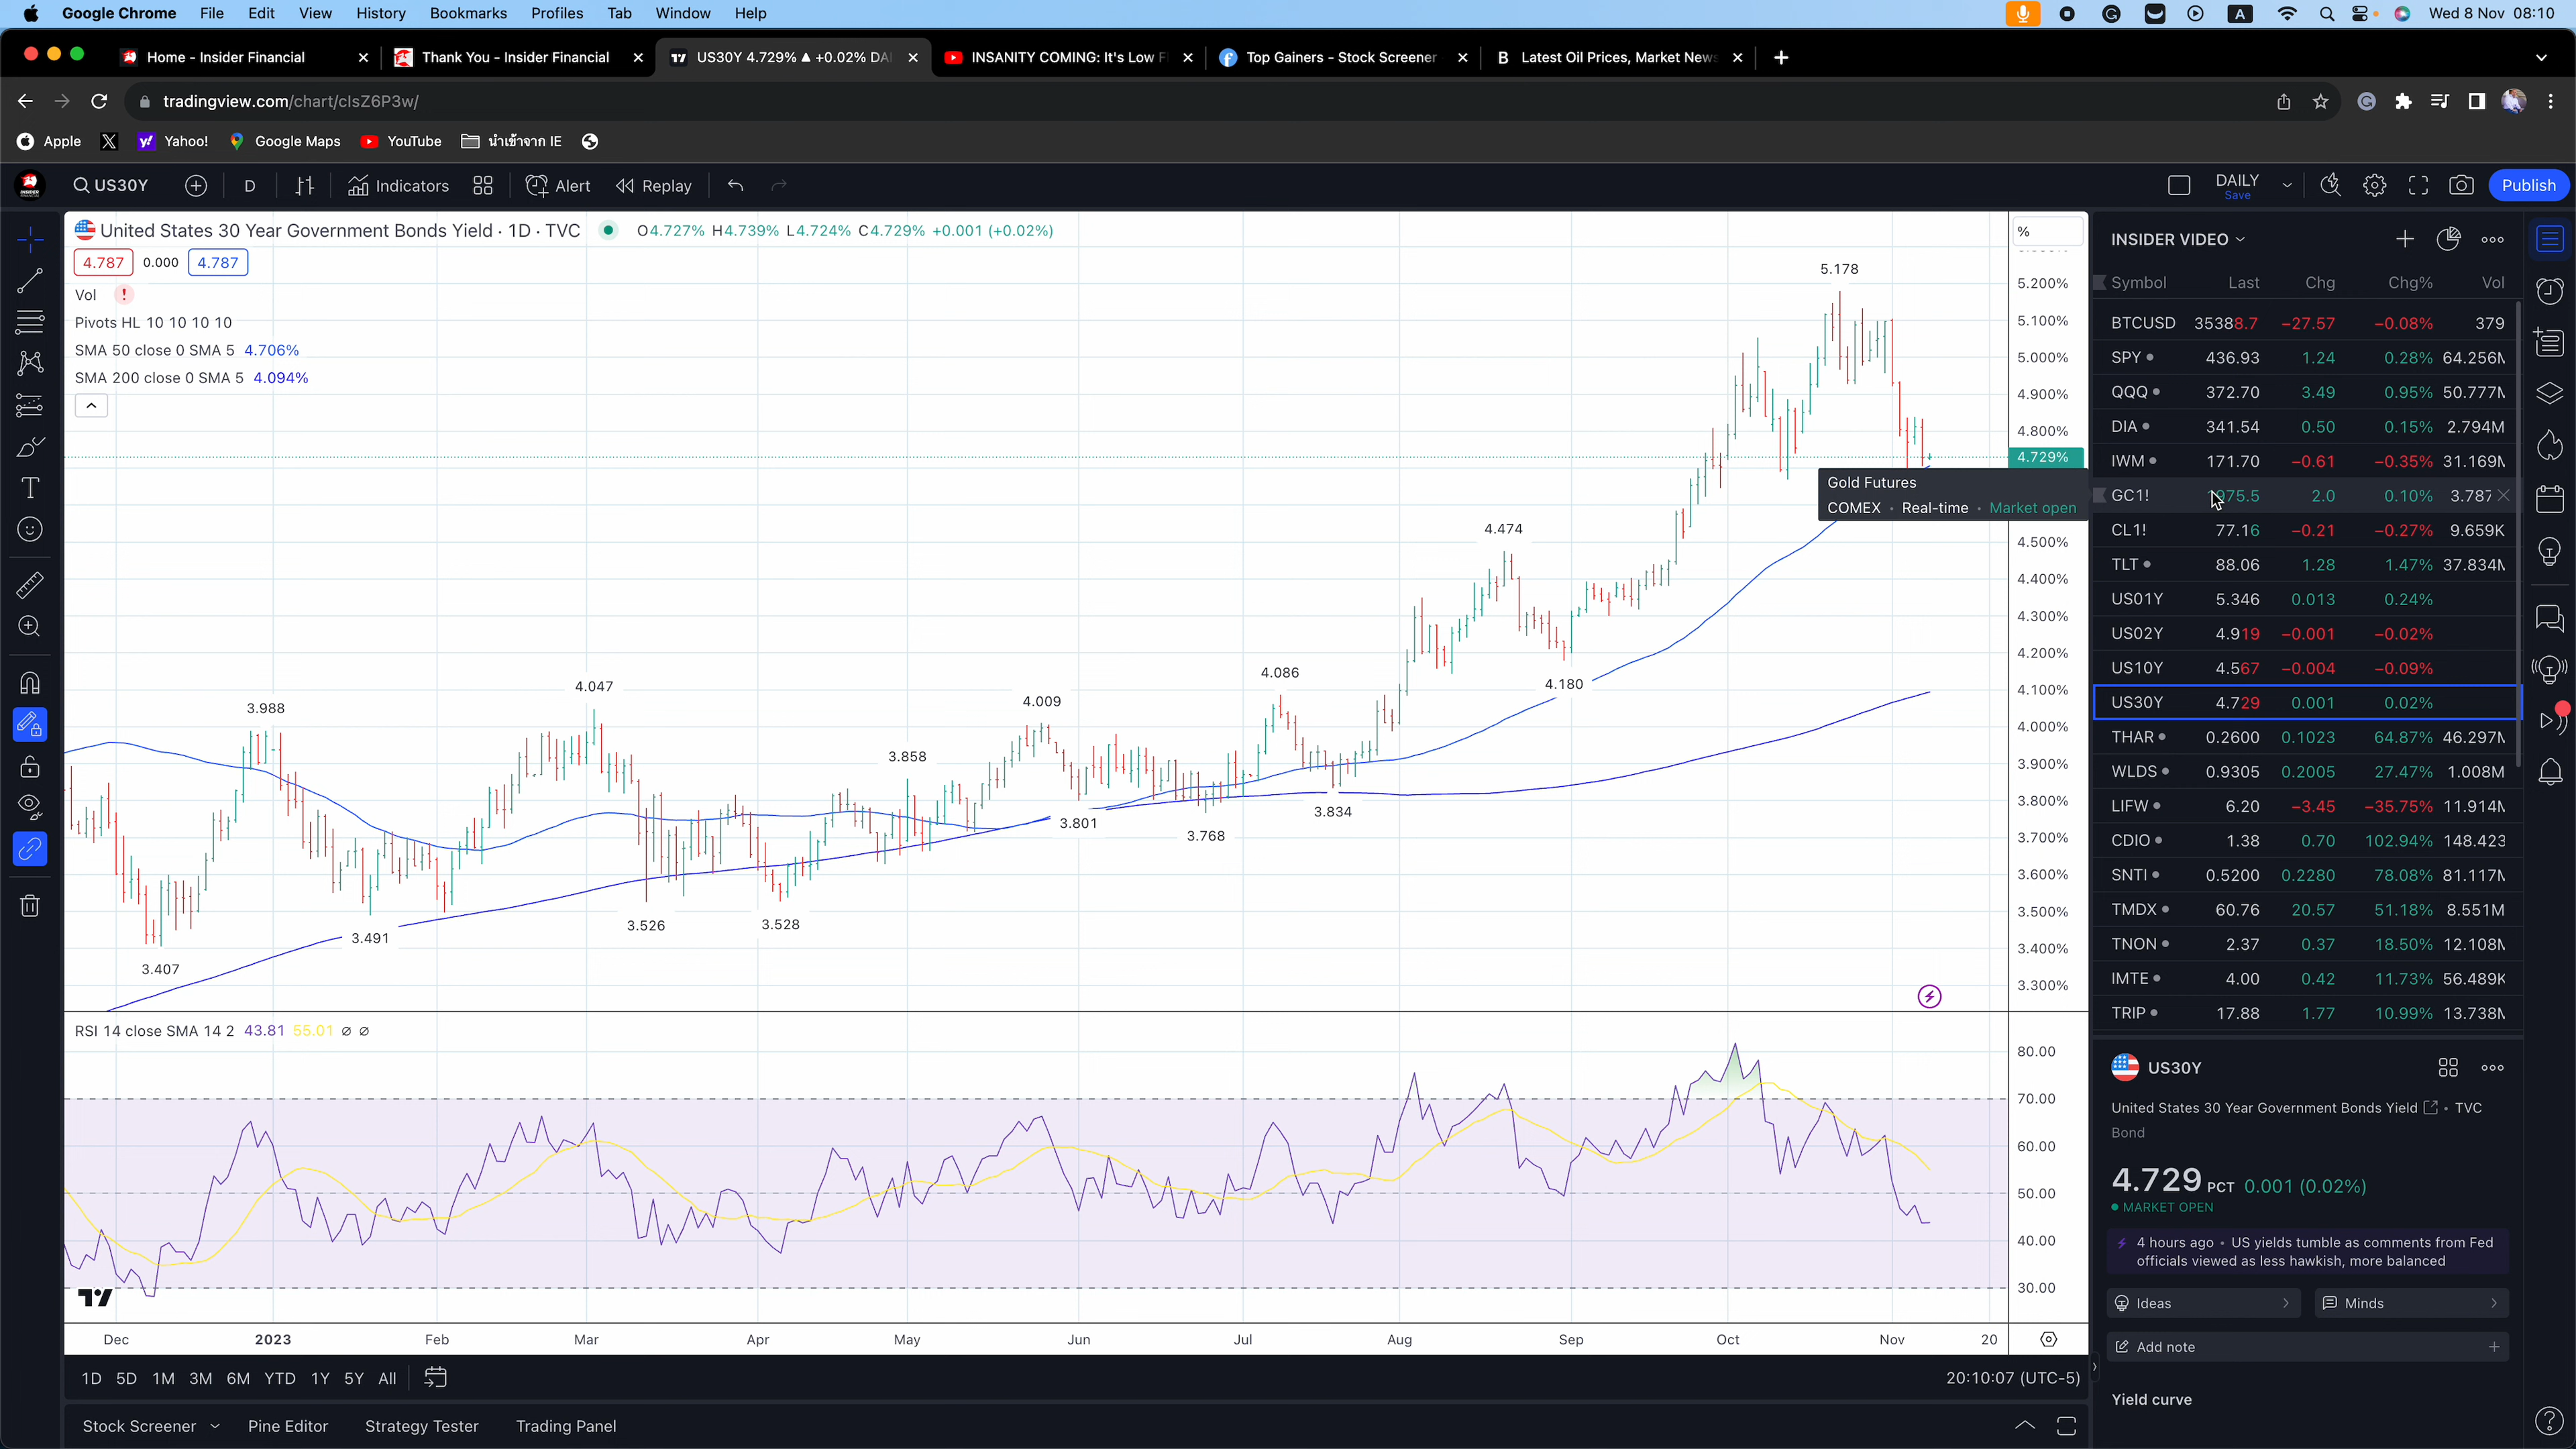 Google Chrome File Edit View History Bookmarks Profiles Tab Window Help A Wed 8 Nov 08:10
Home - Insider Financial Thank You - Insider Financial US30Y 4.729% ▲ +0.02% DA INSANITY COMING: It's Low F Top Gainers - Stock Screener Latest Oil Prices, Market News
tradingview.com/chart/clsZ6P3w/
Apple Yahoo! Google Maps YouTube นำเข้าจาก IE
US30Y D Indicators Alert Replay DAILY Save Publish
United States 30 Year Government Bonds Yield · 1D · TVC O4.727% H4.739% L4.724% C4.729% +0.001 (+0.02%)
4.787 0.000 4.787
Vol !
Pivots HL 10 10 10 10
SMA 50 close 0 SMA 5 4.706%
SMA 200 close 0 SMA 5 4.094%
%
5.200%
5.100%
5.000%
4.900%
4.800%
4.729%
4.500%
4.400%
4.300%
4.200%
4.100%
4.000%
3.900%
3.800%
3.700%
3.600%
3.500%
3.400%
3.300%
5.178
4.474
4.180
4.086
4.047
4.009
3.988
3.858
3.834
3.801
3.768
3.526
3.528
3.491
3.407
Gold Futures
COMEX · Real-time · Market open
RSI 14 close SMA 14 2 43.81 55.01 ∅ ∅
80.00
70.00
60.00
50.00
40.00
30.00
Dec 2023 Feb Mar Apr May Jun Jul Aug Sep Oct Nov 20
1D 5D 1M 3M 6M YTD 1Y 5Y All 20:10:07 (UTC-5)
Stock Screener Pine Editor Strategy Tester Trading Panel
INSIDER VIDEO
Symbol Last Chg Chg% Vol
BTCUSD 35388.7 −27.57 −0.08% 379
SPY 436.93 1.24 0.28% 64.256M
QQQ 372.70 3.49 0.95% 50.777M
DIA 341.54 0.50 0.15% 2.794M
IWM 171.70 −0.61 −0.35% 31.169M
GC1! 975.5 2.0 0.10% 3.787
CL1! 77.16 −0.21 −0.27% 9.659K
TLT 88.06 1.28 1.47% 37.834M
US01Y 5.346 0.013 0.24%
US02Y 4.919 −0.001 −0.02%
US10Y 4.567 −0.004 −0.09%
US30Y 4.729 0.001 0.02%
THAR 0.2600 0.1023 64.87% 46.297M
WLDS 0.9305 0.2005 27.47% 1.008M
LIFW 6.20 −3.45 −35.75% 11.914M
CDIO 1.38 0.70 102.94% 148.423
SNTI 0.5200 0.2280 78.08% 81.117M
TMDX 60.76 20.57 51.18% 8.551M
TNON 2.37 0.37 18.50% 12.108M
IMTE 4.00 0.42 11.73% 56.489K
TRIP 17.88 1.77 10.99% 13.738M
US30Y
United States 30 Year Government Bonds Yield · TVC
Bond
4.729 PCT 0.001 (0.02%)
MARKET OPEN
4 hours ago · US yields tumble as comments from Fed
officials viewed as less hawkish, more balanced
Ideas Minds
Add note
Yield curve